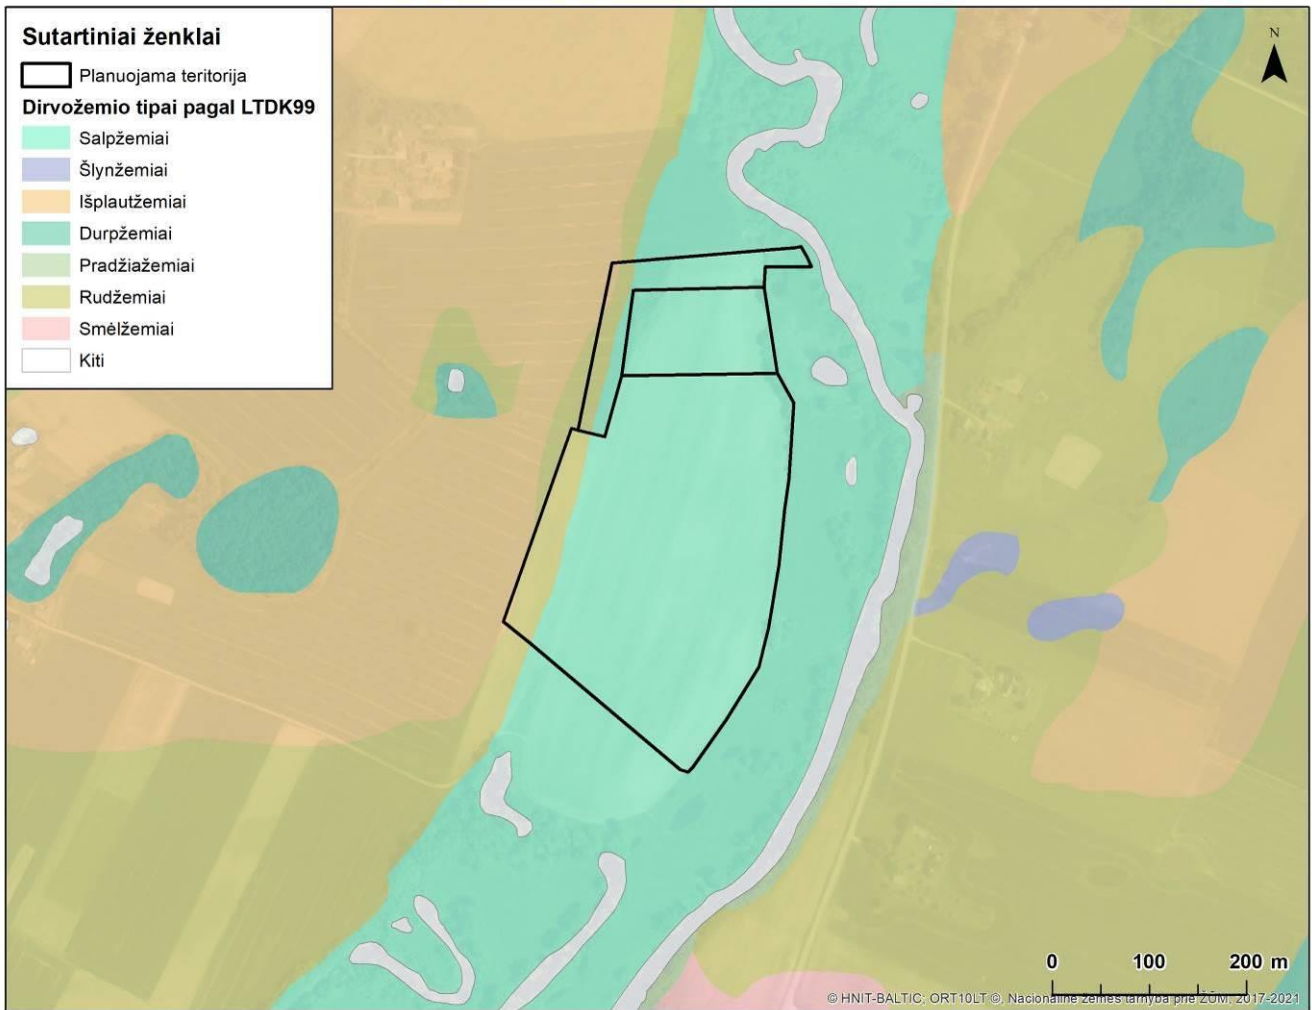 Sutartiniai ženklai
Planuojama teritorija
Dirvožemio tipai pagal LTDK99
Salpžemiai
Šlynžemiai
Išplautžemiai
Durpžemiai
Pradžiažemiai
Rudžemiai
Smėlžemiai
Kiti
N
0 100 200 m
© HNIT-BALTIC; ORT10LT ©, Nacionalinė žemės tarnyba prie ŽŪM, 2017-2021